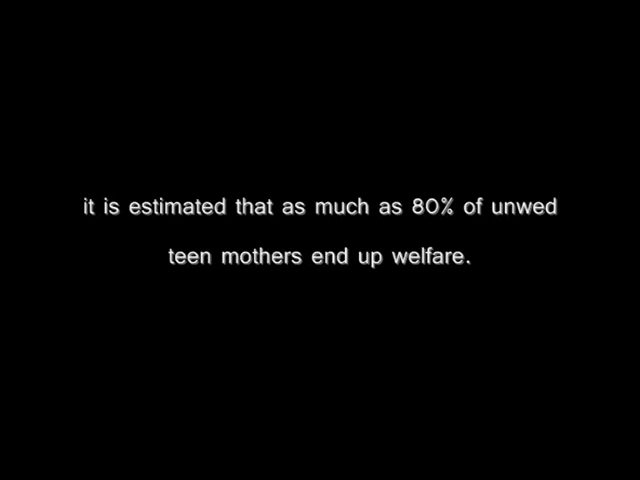 it is estimated that as much as 80% of unwed
teen mothers end up welfare.